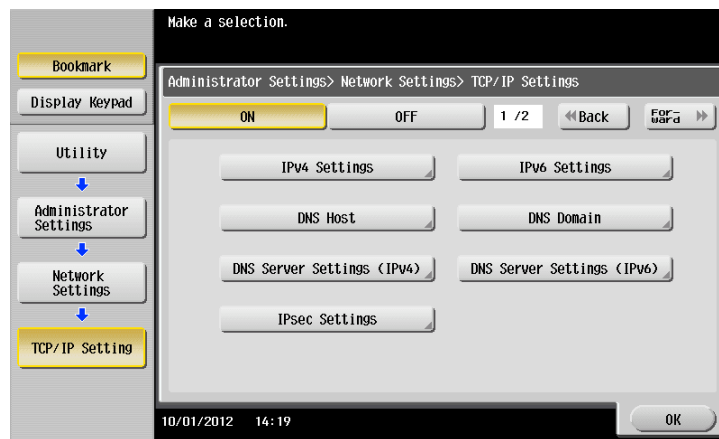 Make a selection.
Bookmark
Display Keypad
Utility
Administrator
Settings
Network
Settings
TCP/IP Setting
Administrator Settings> Network Settings> TCP/IP Settings
ON
OFF
1 /2
Back
For-
ward
IPv4 Settings
IPv6 Settings
DNS Host
DNS Domain
DNS Server Settings (IPv4)
DNS Server Settings (IPv6)
IPsec Settings
10/01/2012 14:19
OK